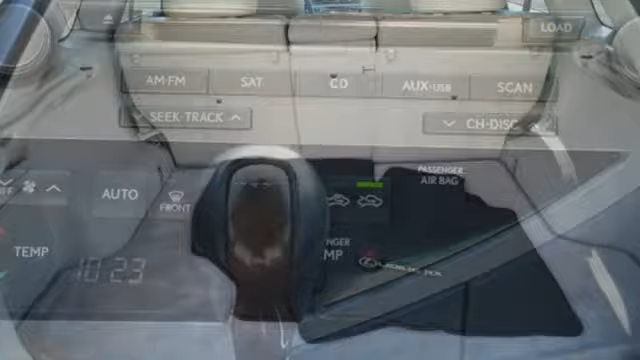 LOAD
AM·FM SAT CD AUX·USB SCAN
SEEK·TRACK CH·DISC
PASSENGER
AIR BAG
OFF AUTO FRONT
TEMP
10:23